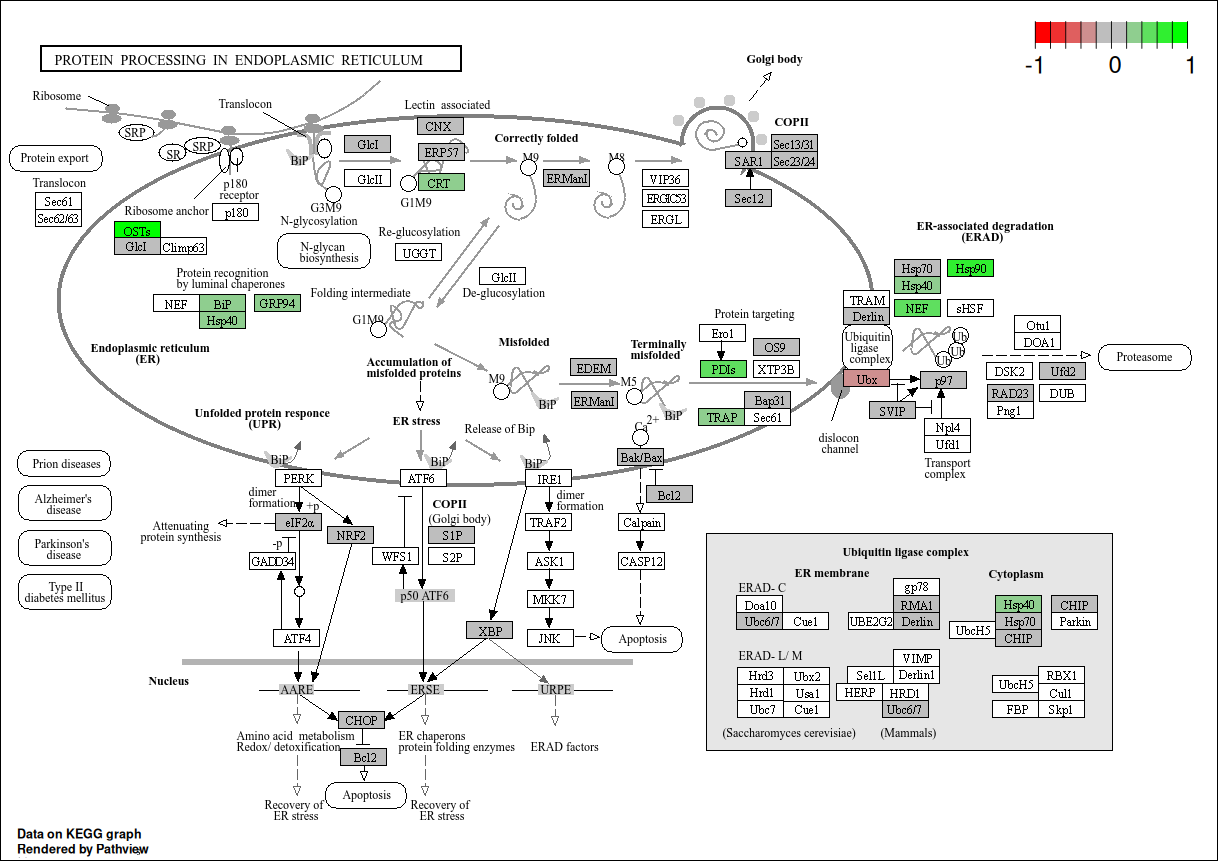 PROTEIN PROCESSING IN ENDOPLASMIC RETICULUM
-1 0 1
Golgi body
Ribosome
SRP
SR
SRP
Translocon
Lectin associated
CNX
ERP57
CRT
GlcI
GlcII
BiP
G3M9
N-glycosylation
G1M9
Correctly folded
M9
ERManI
M8
VIP36
ERGIC53
ERGL
COPII
Sec13/31
SAR1
Sec23/24
Sec12
Protein export
Translocon
Sec61
Sec62/63
p180
receptor
Ribosome anchor
p180
OSTs
GlcI
Climp63
N-glycan
biosynthesis
Re-glucosylation
UGGT
GlcII
De-glucosylation
Protein recognition
by luminal chaperones
NEF
BiP
GRP94
Hsp40
Folding intermediate
G1M9
Endoplasmic reticulum
(ER)
Accumulation of
misfolded proteins
ER stress
Misfolded
M9
BiP
EDEM
ERManI
Terminally
misfolded
M5
BiP
Protein targeting
Ero1
OS9
PDIs
XTP3B
Bap31
TRAP
Sec61
ER-associated degradation
(ERAD)
Hsp70
Hsp90
Hsp40
NEF
sHSF
TRAM
Derlin
Ubiquitin
ligase
complex
Ub
Ub
Ub
Ubx
p97
SVIP
Npl4
Ufd1
Transport
complex
dislocon
channel
Otu1
DOA1
DSK2
Ufd2
RAD23
DUB
Png1
Proteasome
Unfolded protein responce
(UPR)
Release of Bip
BiP
BiP
BiP
PERK
ATF6
IRE1
Ca2+
Bak/Bax
Bcl2
Calpain
CASP12
Apoptosis
Prion diseases
Alzheimer's
disease
Parkinson's
disease
Type II
diabetes mellitus
dimer
formation
+p
Attenuating
protein synthesis
eIF2α
-p
GADD34
NRF2
ATF4
COPII
(Golgi body)
S1P
S2P
WFS1
p50 ATF6
dimer
formation
TRAF2
ASK1
MKK7
JNK
XBP
Nucleus
AARE
ERSE
URPE
CHOP
Bcl2
Apoptosis
Amino acid metabolism
Redox/ detoxification
ER chaperons
protein folding enzymes
ERAD factors
Recovery of
ER stress
Recovery of
ER stress
Ubiquitin ligase complex
ER membrane
Cytoplasm
ERAD- C
Doa10
Ubc6/7
Cue1
gp78
RMA1
UBE2G2
Derlin
Hsp40
CHIP
UbcH5
Hsp70
Parkin
CHIP
ERAD- L/ M
Hrd3
Ubx2
Hrd1
Usa1
Ubc7
Cue1
VIMP
Sel1L
Derlin1
HERP
HRD1
Ubc6/7
UbcH5
RBX1
Cul1
FBP
Skp1
(Saccharomyces cerevisiae)
(Mammals)
Data on KEGG graph
Rendered by Pathview